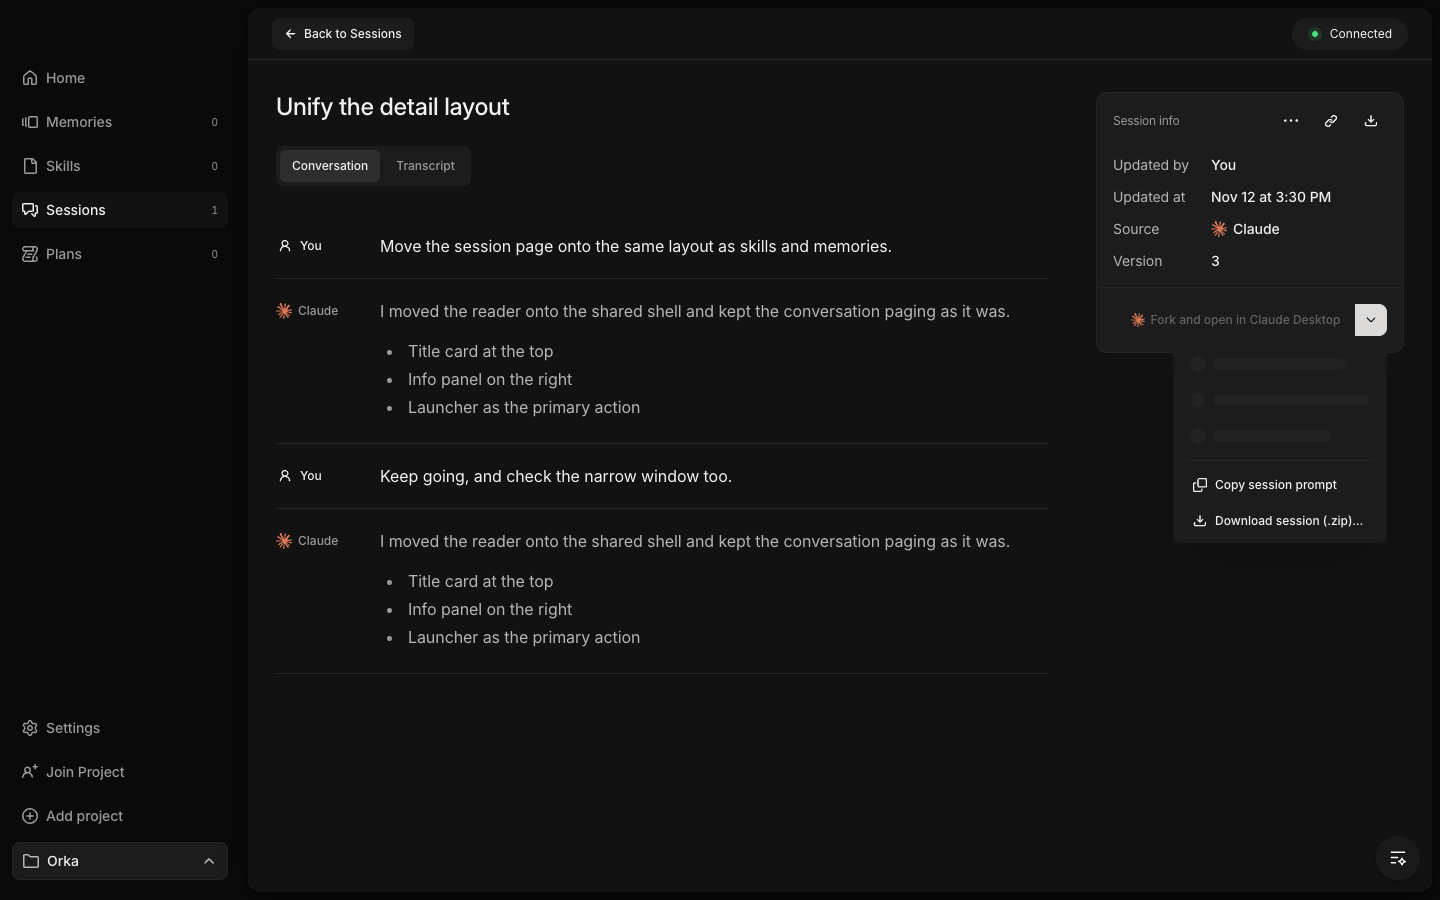 Back to Sessions
Connected
Home
Memories 0
Skills 0
Sessions 1
Plans 0
Settings
Join Project
Add project
Orka
Unify the detail layout
Conversation Transcript
You Move the session page onto the same layout as skills and memories.
Claude I moved the reader onto the shared shell and kept the conversation paging as it was.
• Title card at the top
• Info panel on the right
• Launcher as the primary action
You Keep going, and check the narrow window too.
Claude I moved the reader onto the shared shell and kept the conversation paging as it was.
• Title card at the top
• Info panel on the right
• Launcher as the primary action
Session info
Updated by You
Updated at Nov 12 at 3:30 PM
Source Claude
Version 3
Fork and open in Claude Desktop
Copy session prompt
Download session (.zip)...